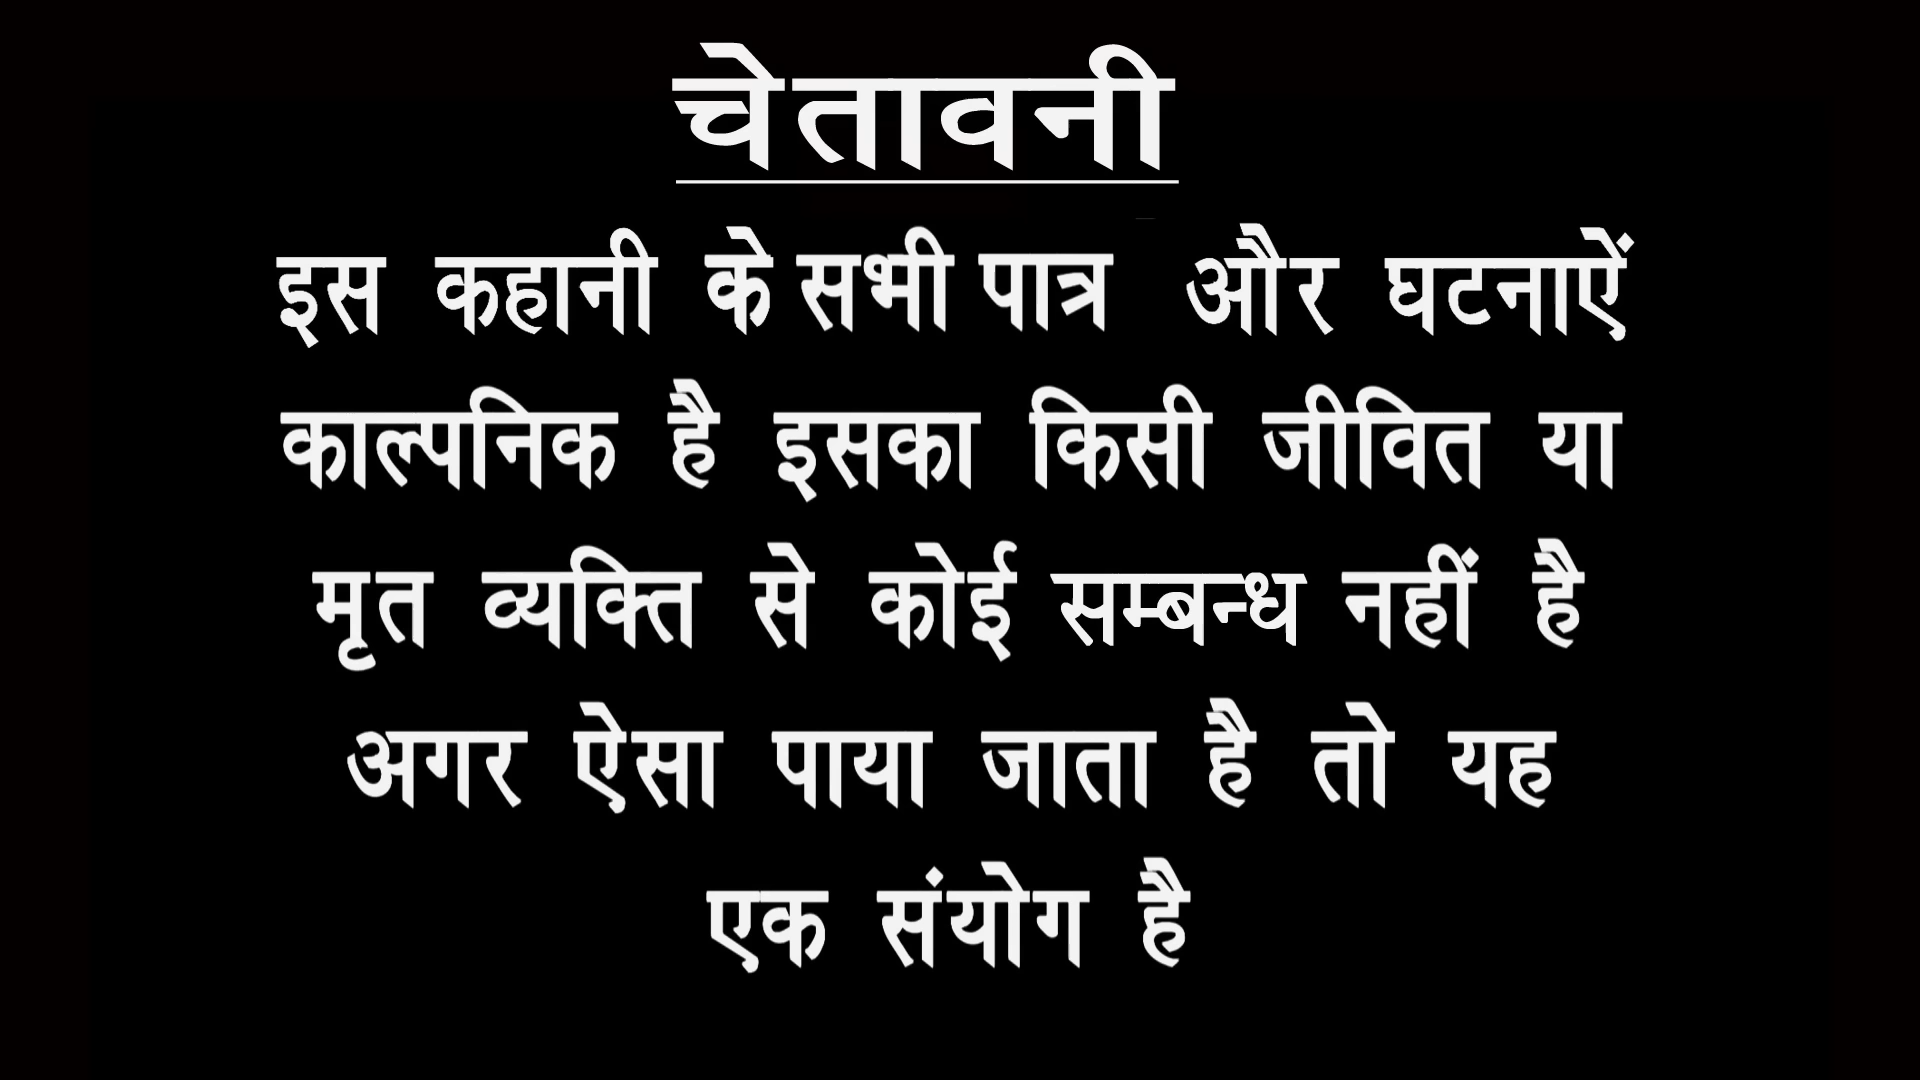 चेतावनी
इस कहानी के सभी पात्र और घटनाऐं
काल्पनिक है इसका किसी जीवित या
मृत व्यक्ति से कोई सम्बन्ध नहीं है
अगर ऐसा पाया जाता है तो यह
एक संयोग है